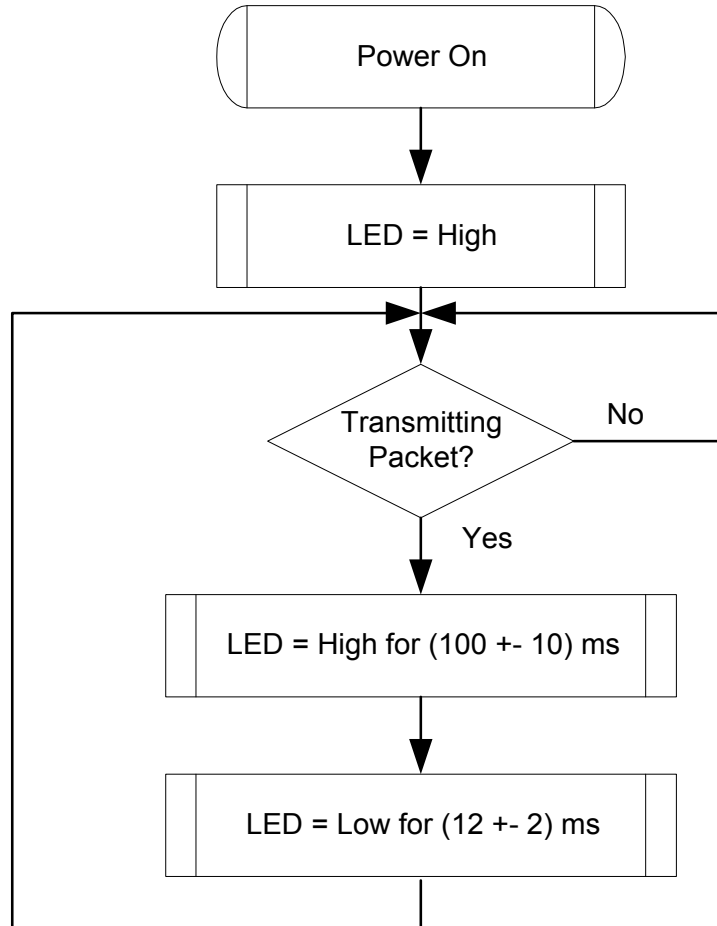 Power On
LED = High
Transmitting
Packet?
No
Yes
LED = High for (100 +- 10) ms
LED = Low for (12 +- 2) ms